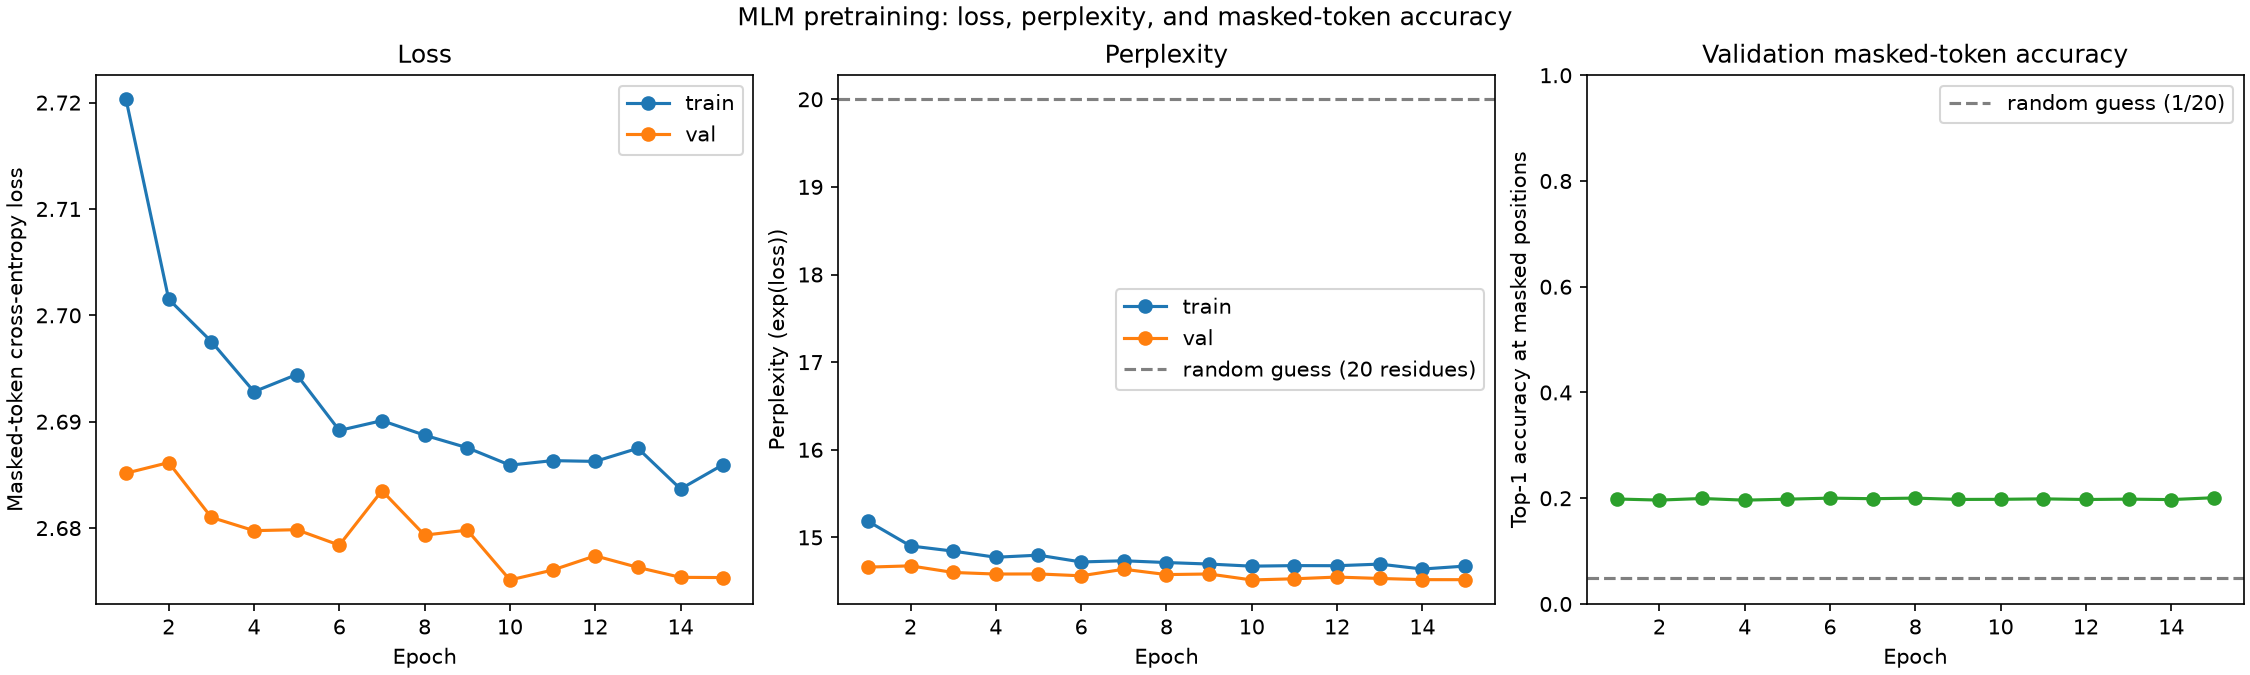 MLM pretraining: loss, perplexity, and masked-token accuracy
Loss
Masked-token cross-entropy loss
2.72
2.71
2.70
2.69
2.68
train
val
2 4 6 8 10 12 14
Epoch
Perplexity
Perplexity (exp(loss))
20
19
18
17
16
15
train
val
random guess (20 residues)
2 4 6 8 10 12 14
Epoch
Validation masked-token accuracy
Top-1 accuracy at masked positions
1.0
0.8
0.6
0.4
0.2
0.0
random guess (1/20)
2 4 6 8 10 12 14
Epoch